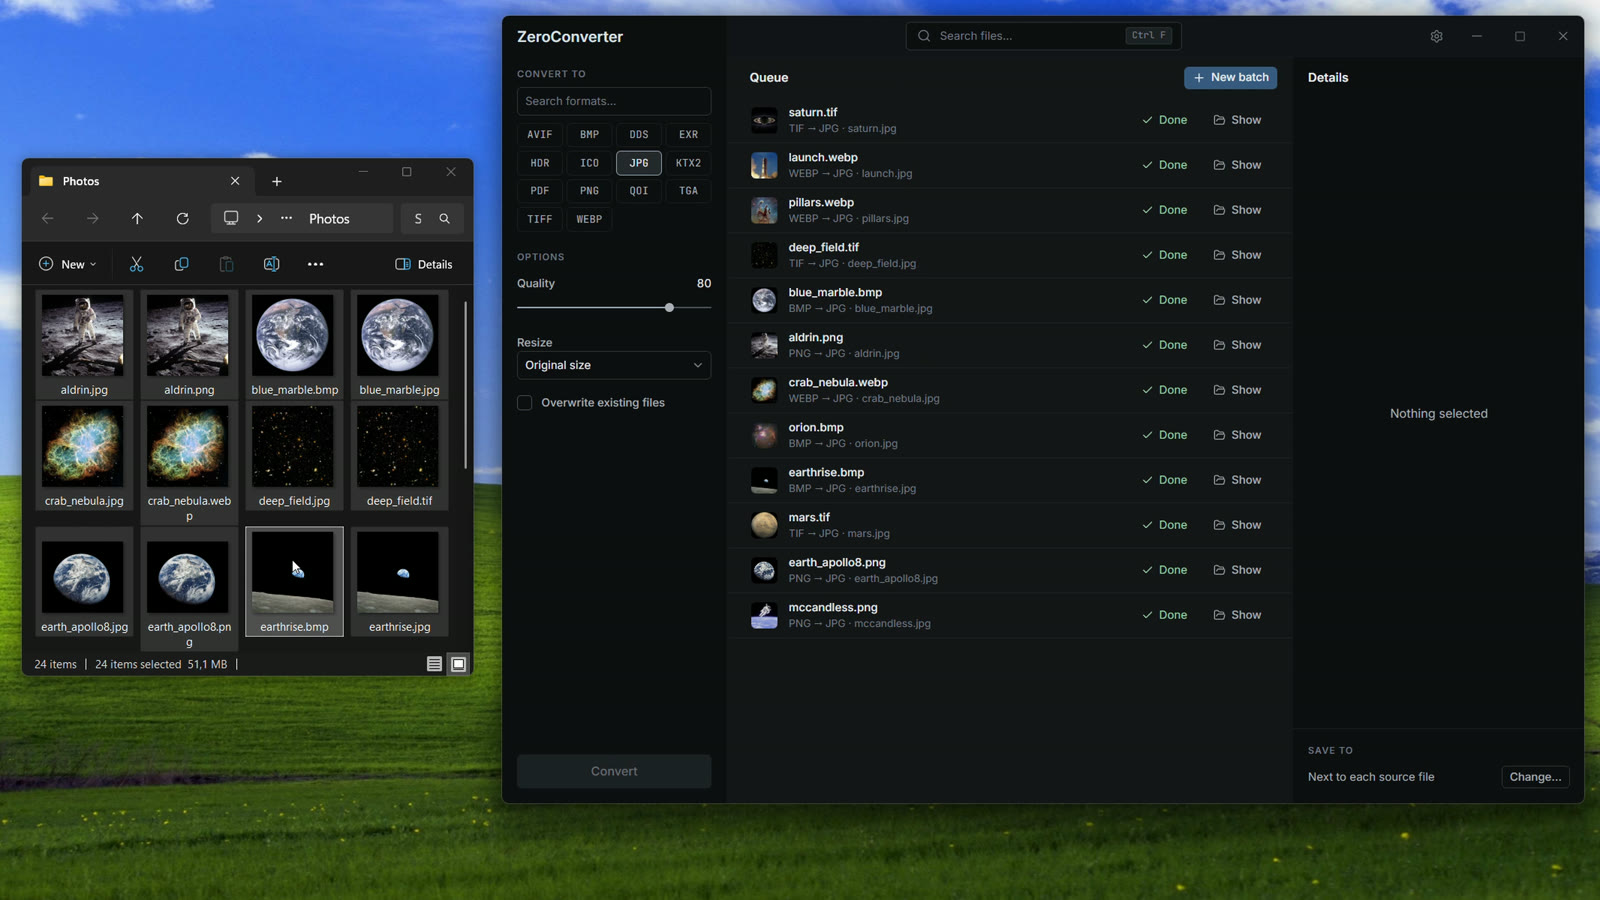 Photos
Photos
S
New
Details
aldrin.jpg
aldrin.png
blue_marble.bmp
blue_marble.jpg
crab_nebula.jpg
crab_nebula.web
p
deep_field.jpg
deep_field.tif
earth_apollo8.jpg
earth_apollo8.pn
g
earthrise.bmp
earthrise.jpg
24 items
24 items selected 51,1 MB
ZeroConverter
CONVERT TO
Search formats...
AVIF BMP DDS EXR
HDR ICO JPG KTX2
PDF PNG QOI TGA
TIFF WEBP
OPTIONS
Quality 80
Resize
Original size
Overwrite existing files
Convert
Search files... Ctrl F
Queue
New batch
saturn.tif
TIF → JPG · saturn.jpg
Done Show
launch.webp
WEBP → JPG · launch.jpg
Done Show
pillars.webp
WEBP → JPG · pillars.jpg
Done Show
deep_field.tif
TIF → JPG · deep_field.jpg
Done Show
blue_marble.bmp
BMP → JPG · blue_marble.jpg
Done Show
aldrin.png
PNG → JPG · aldrin.jpg
Done Show
crab_nebula.webp
WEBP → JPG · crab_nebula.jpg
Done Show
orion.bmp
BMP → JPG · orion.jpg
Done Show
earthrise.bmp
BMP → JPG · earthrise.jpg
Done Show
mars.tif
TIF → JPG · mars.jpg
Done Show
earth_apollo8.png
PNG → JPG · earth_apollo8.jpg
Done Show
mccandless.png
PNG → JPG · mccandless.jpg
Done Show
Details
Nothing selected
SAVE TO
Next to each source file
Change...